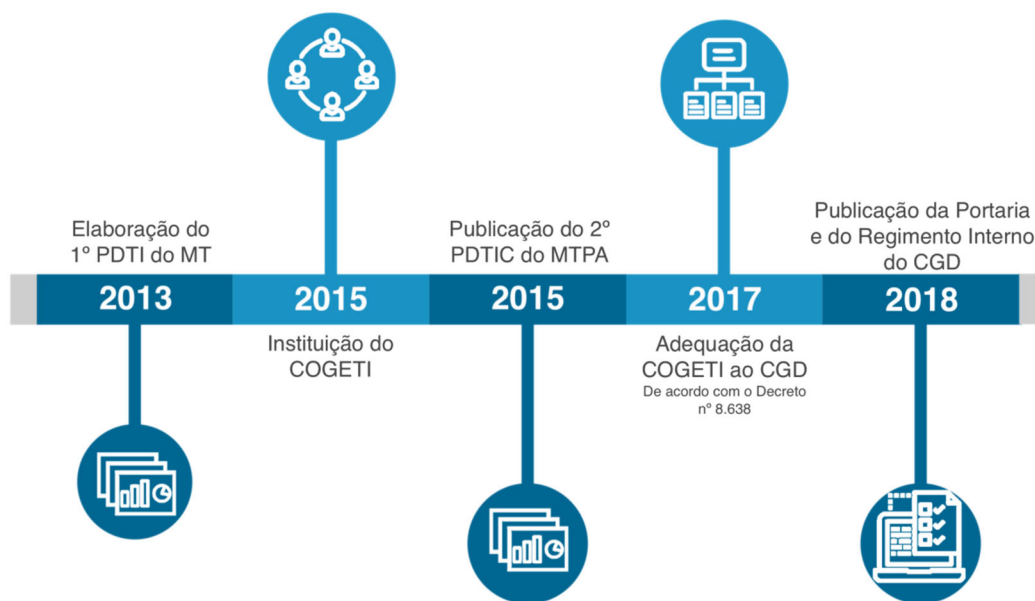 Elaboração do
1º PDTI do MT
2013
2015
Instituição do
COGETI
Publicação do 2º
PDTIC do MTPA
2015
2017
Adequação da
COGETI ao CGD
De acordo com o Decreto
nº 8.638
Publicação da Portaria
e do Regimento Interno
do CGD
2018